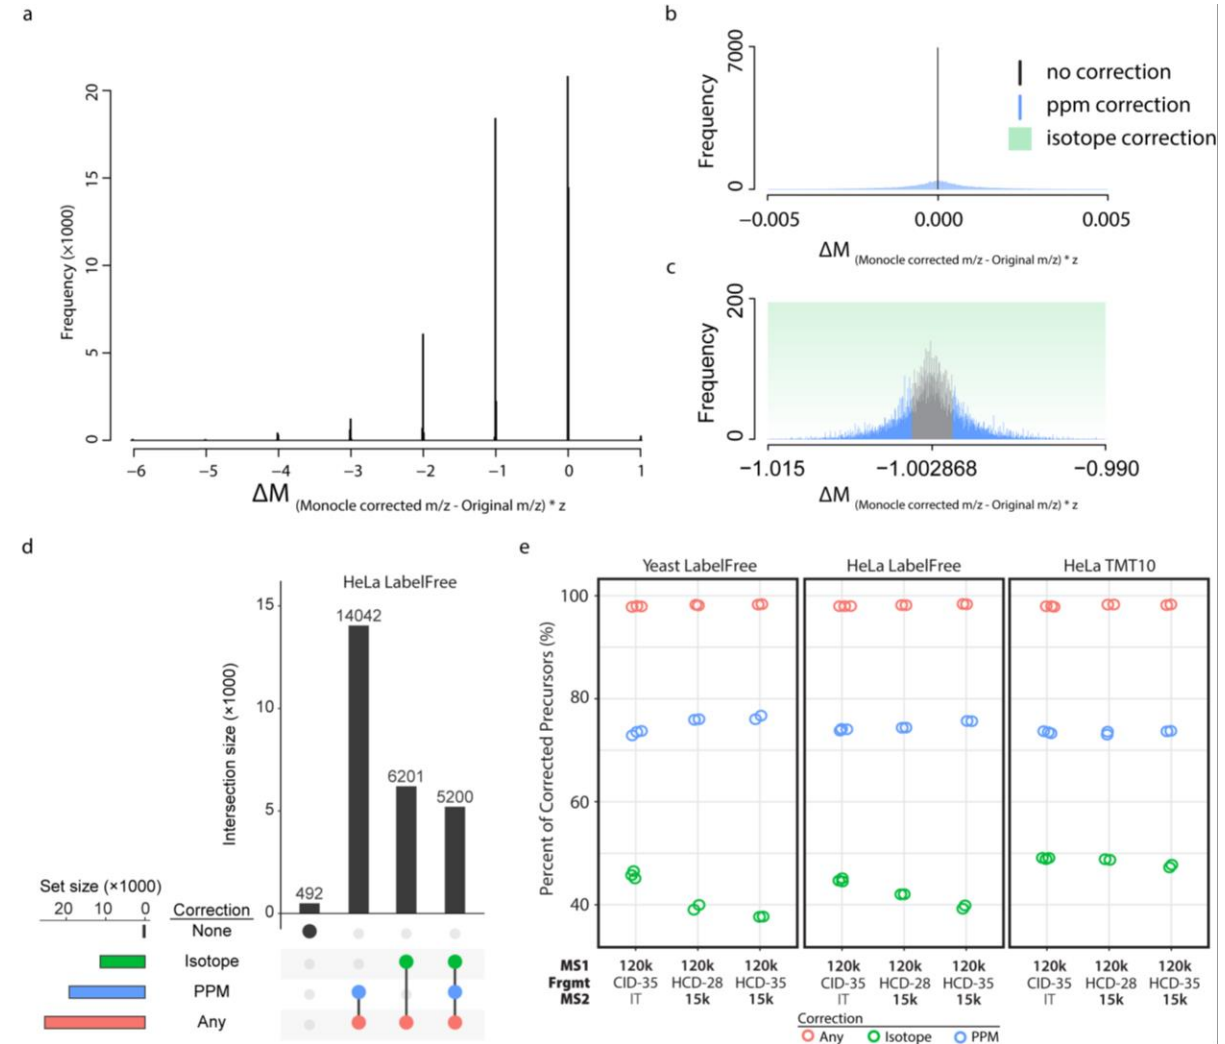 a
20
15
10
5
0
Frequency (×1000)
−6 −5 −4 −3 −2 −1 0 1
ΔM (Monocle corrected m/z - Original m/z) * z
b
7000
0
Frequency
no correction
ppm correction
isotope correction
−0.005 0.000 0.005
ΔM (Monocle corrected m/z - Original m/z) * z
c
200
0
Frequency
−1.015 −1.002868 −0.990
ΔM (Monocle corrected m/z - Original m/z) * z
d
HeLa LabelFree
15
10
5
0
Intersection size (×1000)
14042
6201
5200
492
Set size (×1000)
20 10 0
Correction
None
Isotope
PPM
Any
e
Yeast LabelFree HeLa LabelFree HeLa TMT10
100
80
60
40
Percent of Corrected Precursors (%)
MS1 120k 120k 120k 120k 120k 120k 120k 120k 120k
Frgmt CID-35 HCD-28 HCD-35 CID-35 HCD-28 HCD-35 CID-35 HCD-28 HCD-35
MS2 IT 15k 15k IT 15k 15k IT 15k 15k
Correction
Any Isotope PPM